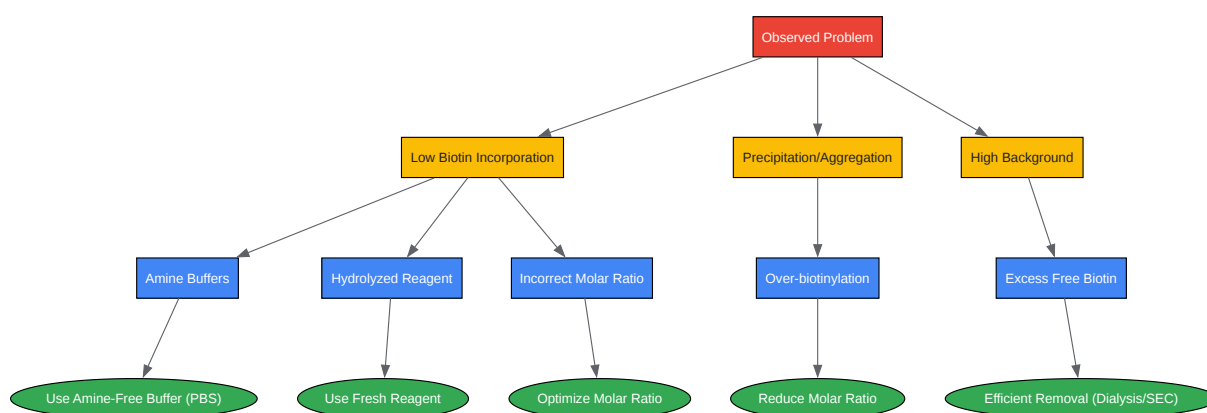 Observed Problem
Low Biotin Incorporation
Precipitation/Aggregation
High Background
Amine Buffers
Hydrolyzed Reagent
Incorrect Molar Ratio
Over-biotinylation
Excess Free Biotin
Use Amine-Free Buffer (PBS)
Use Fresh Reagent
Optimize Molar Ratio
Reduce Molar Ratio
Efficient Removal (Dialysis/SEC)